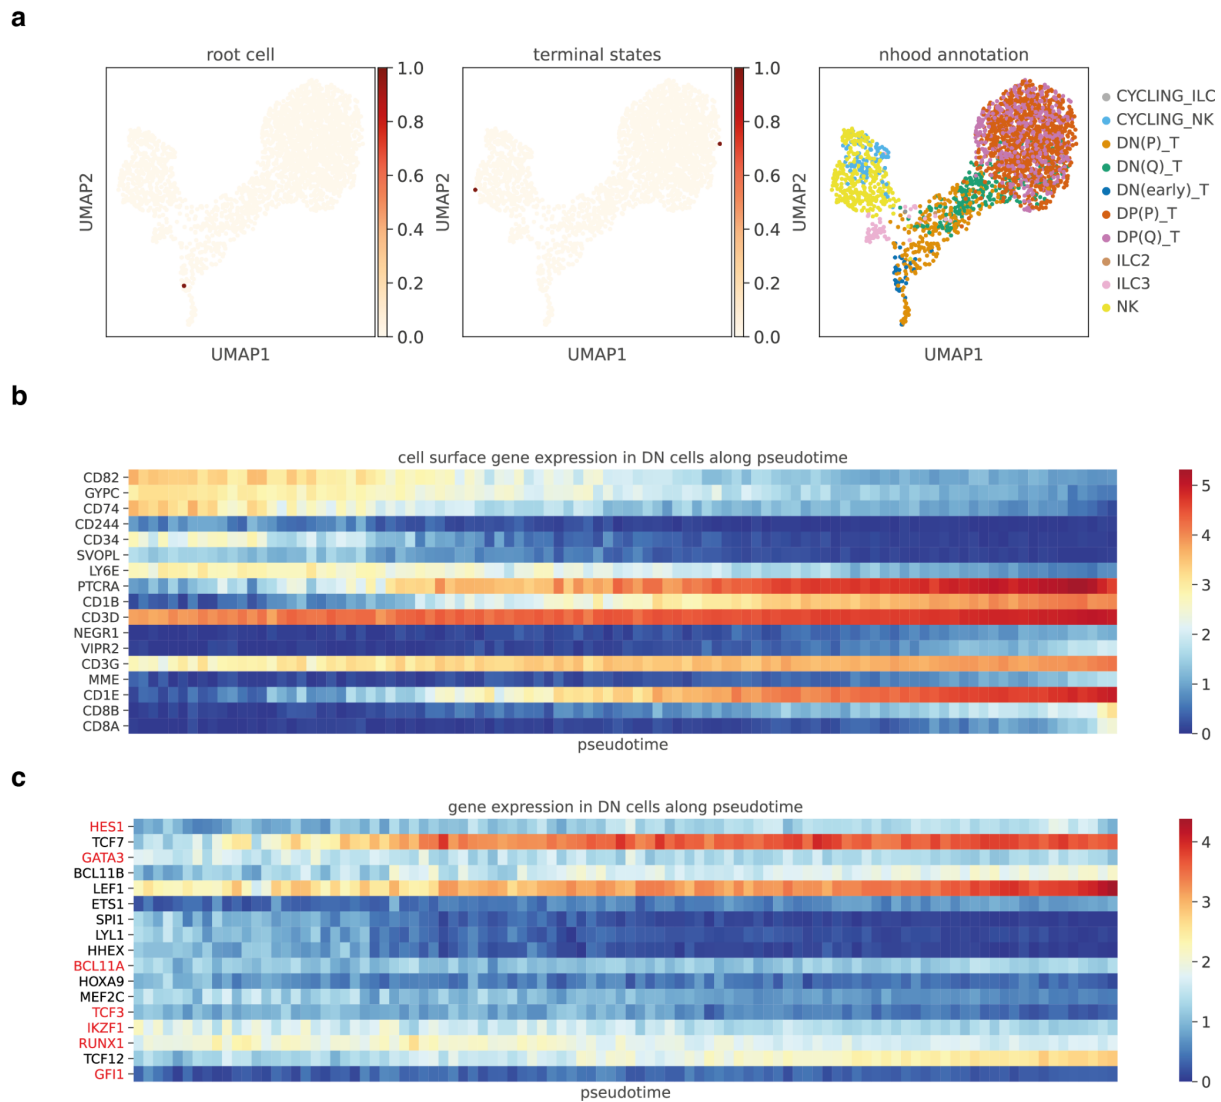 a
root cell
terminal states
nhood annotation
UMAP2
UMAP1
1.0
0.8
0.6
0.4
0.2
0.0
UMAP2
UMAP1
1.0
0.8
0.6
0.4
0.2
0.0
UMAP2
UMAP1
CYCLING_ILC
CYCLING_NK
DN(P)_T
DN(Q)_T
DN(early)_T
DP(P)_T
DP(Q)_T
ILC2
ILC3
NK
b
cell surface gene expression in DN cells along pseudotime
CD82
GYPC
CD74
CD244
CD34
SVOPL
LY6E
PTCRA
CD1B
CD3D
NEGR1
VIPR2
CD3G
MME
CD1E
CD8B
CD8A
pseudotime
5
4
3
2
1
0
c
gene expression in DN cells along pseudotime
HES1
TCF7
GATA3
BCL11B
LEF1
ETS1
SPI1
LYL1
HHEX
BCL11A
HOXA9
MEF2C
TCF3
IKZF1
RUNX1
TCF12
GFI1
pseudotime
4
3
2
1
0